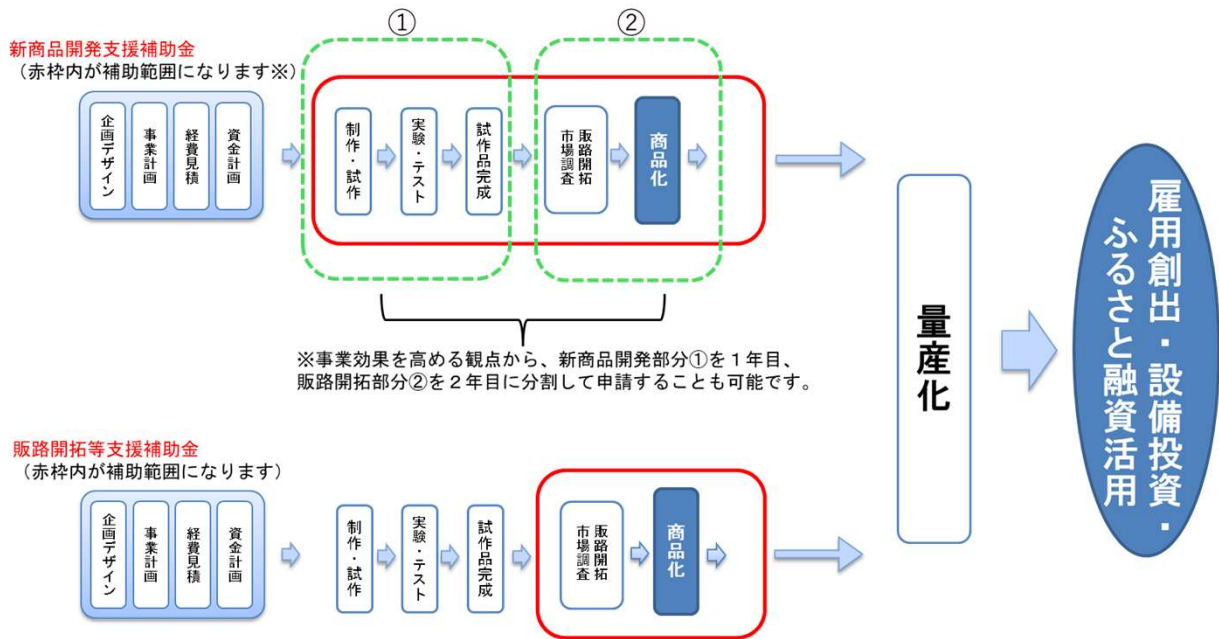 ①
②
新商品開発支援補助金
（赤枠内が補助範囲になります※）
企画デザイン
事業計画
経費見積
資金計画
制作・試作
実験・テスト
試作品完成
販路開拓
市場調査
商品化
※事業効果を高める観点から、新商品開発部分①を１年目、
販路開拓部分②を２年目に分割して申請することも可能です。
販路開拓等支援補助金
（赤枠内が補助範囲になります）
企画デザイン
事業計画
経費見積
資金計画
制作・試作
実験・テスト
試作品完成
販路開拓
市場調査
商品化
量産化
雇用創出・設備投資・
ふるさと融資活用